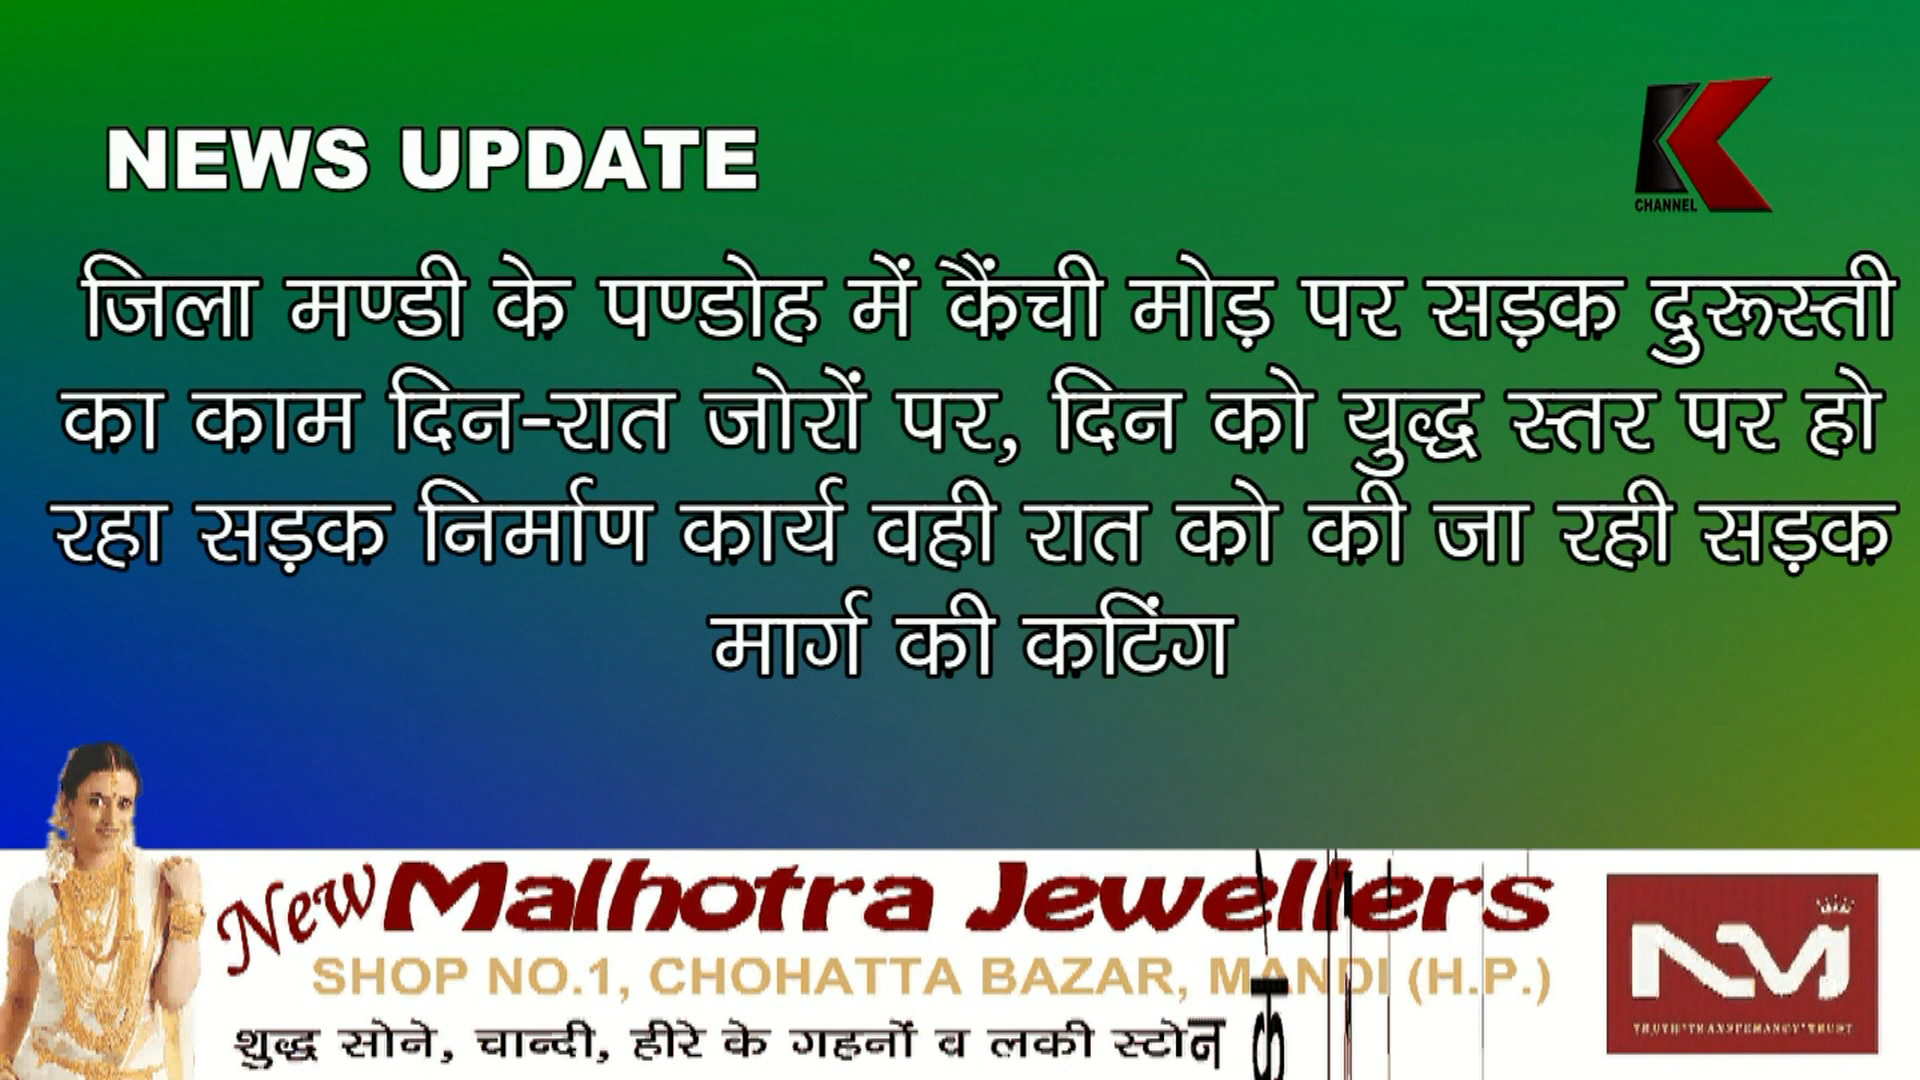 NEWS UPDATE
CHANNEL
जिला मण्डी के पण्डोह में कैंची मोड़ पर सड़क दुरूस्ती
का काम दिन-रात जोरों पर, दिन को युद्ध स्तर पर हो
रहा सड़क निर्माण कार्य वही रात को की जा रही सड़क
मार्ग की कटिंग
New Malhotra Jewellers
SHOP NO.1, CHOHATTA BAZAR, MANDI (H.P.)
शुद्ध सोने, चान्दी, हीरे के गहनों व लकी स्टोन
NMJ